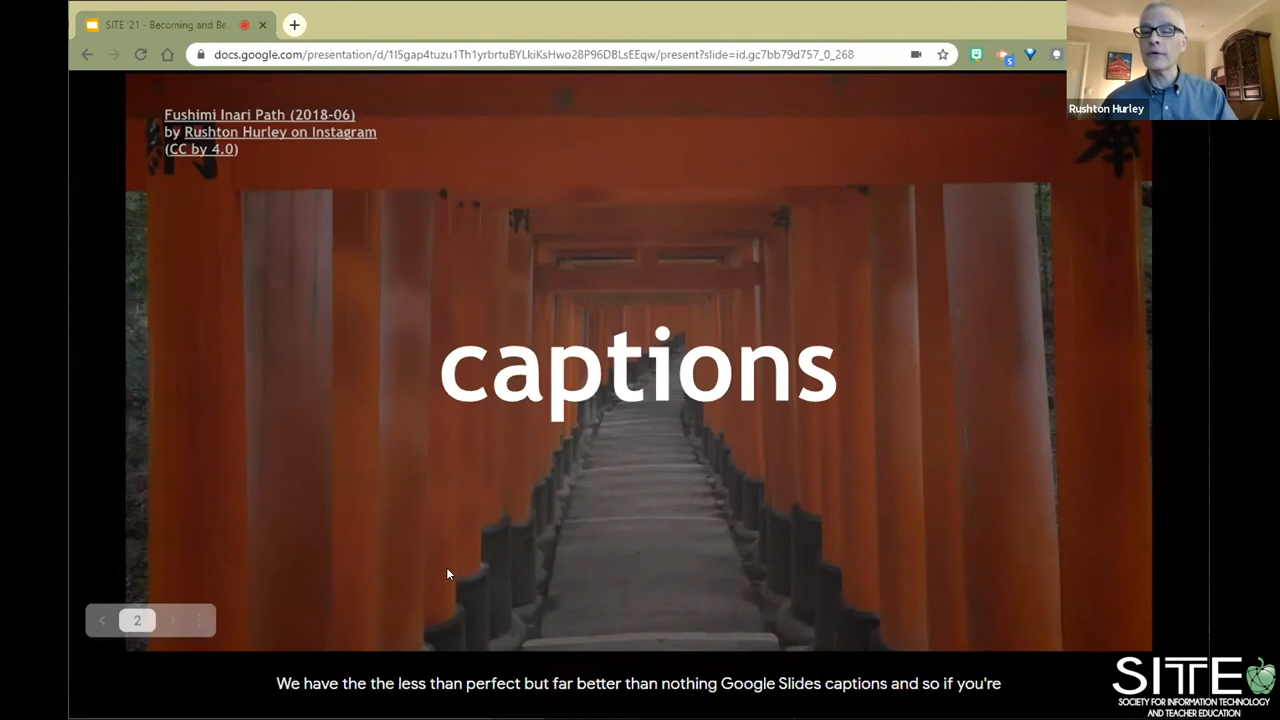 SITE '21 - Becoming and Be
docs.google.com/presentation/d/1I5gap4tuzu1Th1yrbrtuBYLkiKsHwo28P96DBLsEEqw/present?slide=id.gc7bb79d757_0_268
5
Rushton Hurley
Fushimi Inari Path (2018-06)
by Rushton Hurley on Instagram
(CC by 4.0)
奉
captions
2
We have the the less than perfect but far better than nothing Google Slides captions and so if you're
SITE
SOCIETY FOR INFORMATION TECHNOLOGY
AND TEACHER EDUCATION